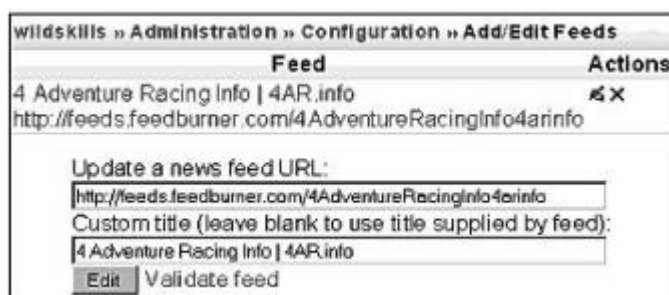 wildskills » Administration » Configuration » Add/Edit Feeds
Feed Actions
4 Adventure Racing Info | 4AR.info
http://feeds.feedburner.com/4AdventureRacingInfo4arinfo
Update a news feed URL:
http://feeds.feedburner.com/4AdventureRacingInfo4arinfo
Custom title (leave blank to use title supplied by feed):
4 Adventure Racing Info | 4AR.info
Edit Validate feed